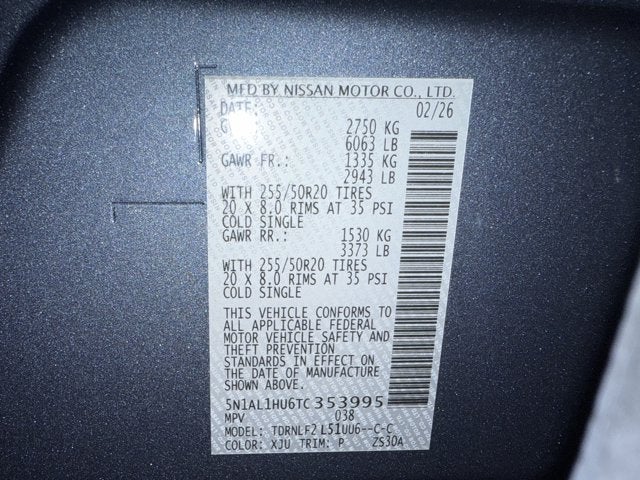 MFD BY NISSAN MOTOR CO., LTD.
DATE: 02/26
2750 KG
6063 LB
GAWR FR.: 1335 KG
2943 LB
WITH 255/50R20 TIRES
20 X 8.0 RIMS AT 35 PSI
COLD SINGLE
GAWR RR.: 1530 KG
3373 LB
WITH 255/50R20 TIRES
20 X 8.0 RIMS AT 35 PSI
COLD SINGLE
THIS VEHICLE CONFORMS TO
ALL APPLICABLE FEDERAL
MOTOR VEHICLE SAFETY AND
THEFT PREVENTION
STANDARDS IN EFFECT ON
THE DATE OF MANUFACTURE
SHOWN ABOVE.
5N1AL1HU6TC353995
MPV 038
MODEL: TDRNLF2 L51UU6--C-C
COLOR: XJU TRIM: P ZS30A